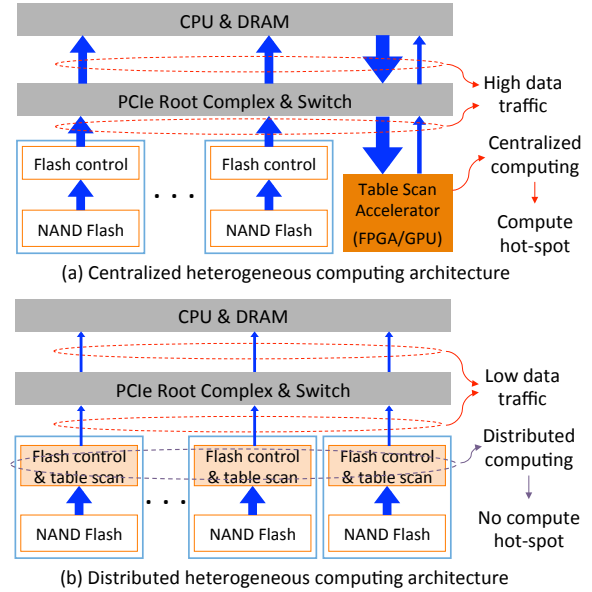 CPU & DRAM
PCIe Root Complex & Switch
High data
traffic
Flash control
Flash control
NAND Flash
. . .
NAND Flash
Table Scan
Accelerator
(FPGA/GPU)
Centralized
computing
Compute
hot-spot
(a) Centralized heterogeneous computing architecture
CPU & DRAM
PCIe Root Complex & Switch
Low data
traffic
Flash control
& table scan
Flash control
& table scan
Flash control
& table scan
Distributed
computing
NAND Flash
. . .
NAND Flash
NAND Flash
No compute
hot-spot
(b) Distributed heterogeneous computing architecture